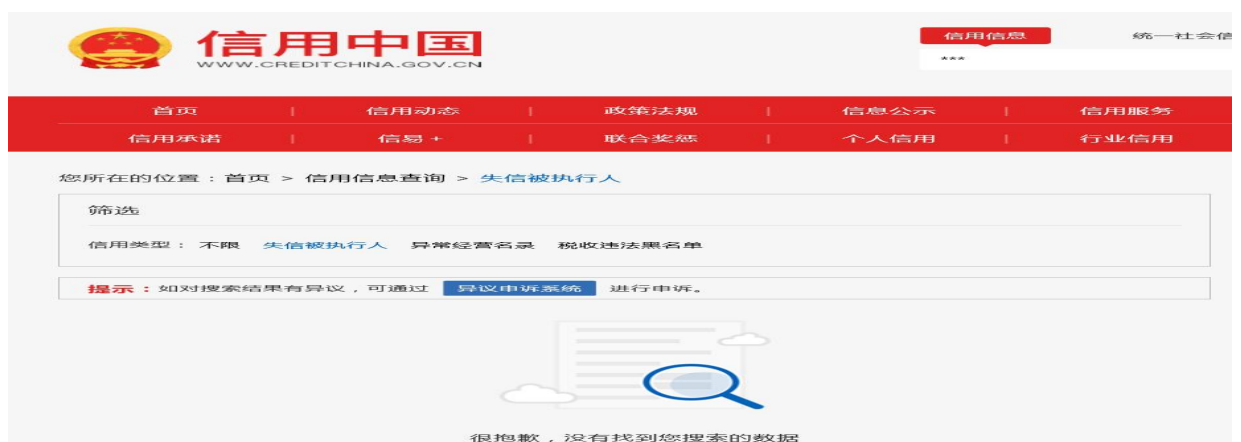 信用中国
WWW.CREDITCHINA.GOV.CN
信用信息 统一社会信
***
首页 | 信用动态 | 政策法规 | 信息公示 | 信用服务
信用承诺 | 信易+ | 联合奖惩 | 个人信用 | 行业信用
您所在的位置:首页 > 信用信息查询 > 失信被执行人
筛选
信用类型: 不限 失信被执行人 异常经营名录 税收违法黑名单
提示:如对搜索结果有异议,可通过 异议申诉系统 进行申诉。
很抱歉,没有找到您搜索的数据